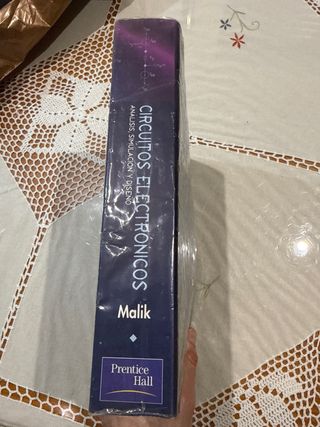 CIRCUITOS ELECTRÓNICOS
ANÁLISIS, SIMULACIÓN Y DISEÑO
Malik
Prentice
Hall